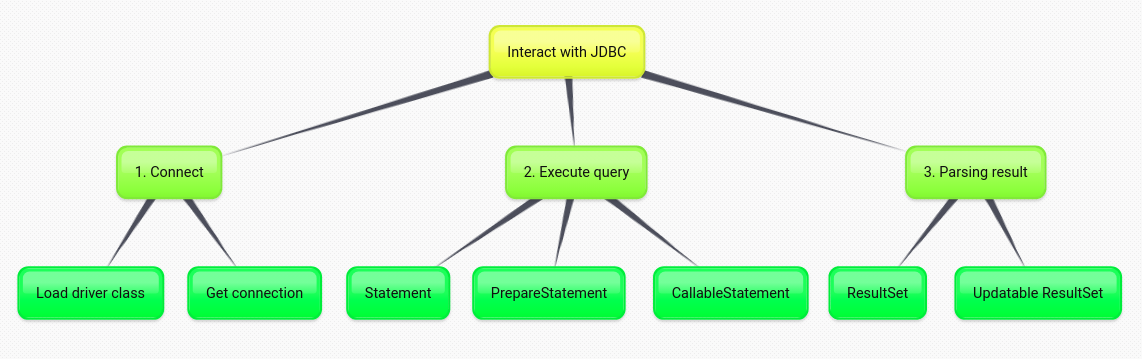 Interact with JDBC
1. Connect
2. Execute query
3. Parsing result
Load driver class
Get connection
Statement
PrepareStatement
CallableStatement
ResultSet
Updatable ResultSet